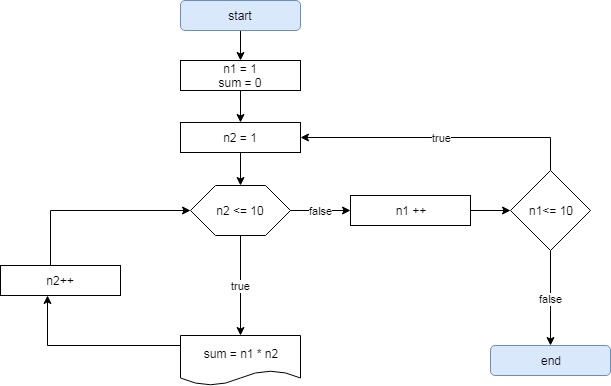 start
n1 = 1
sum = 0
n2 = 1
true
n2 <= 10
false
n1 ++
n1<= 10
n2++
true
false
sum = n1 * n2
end